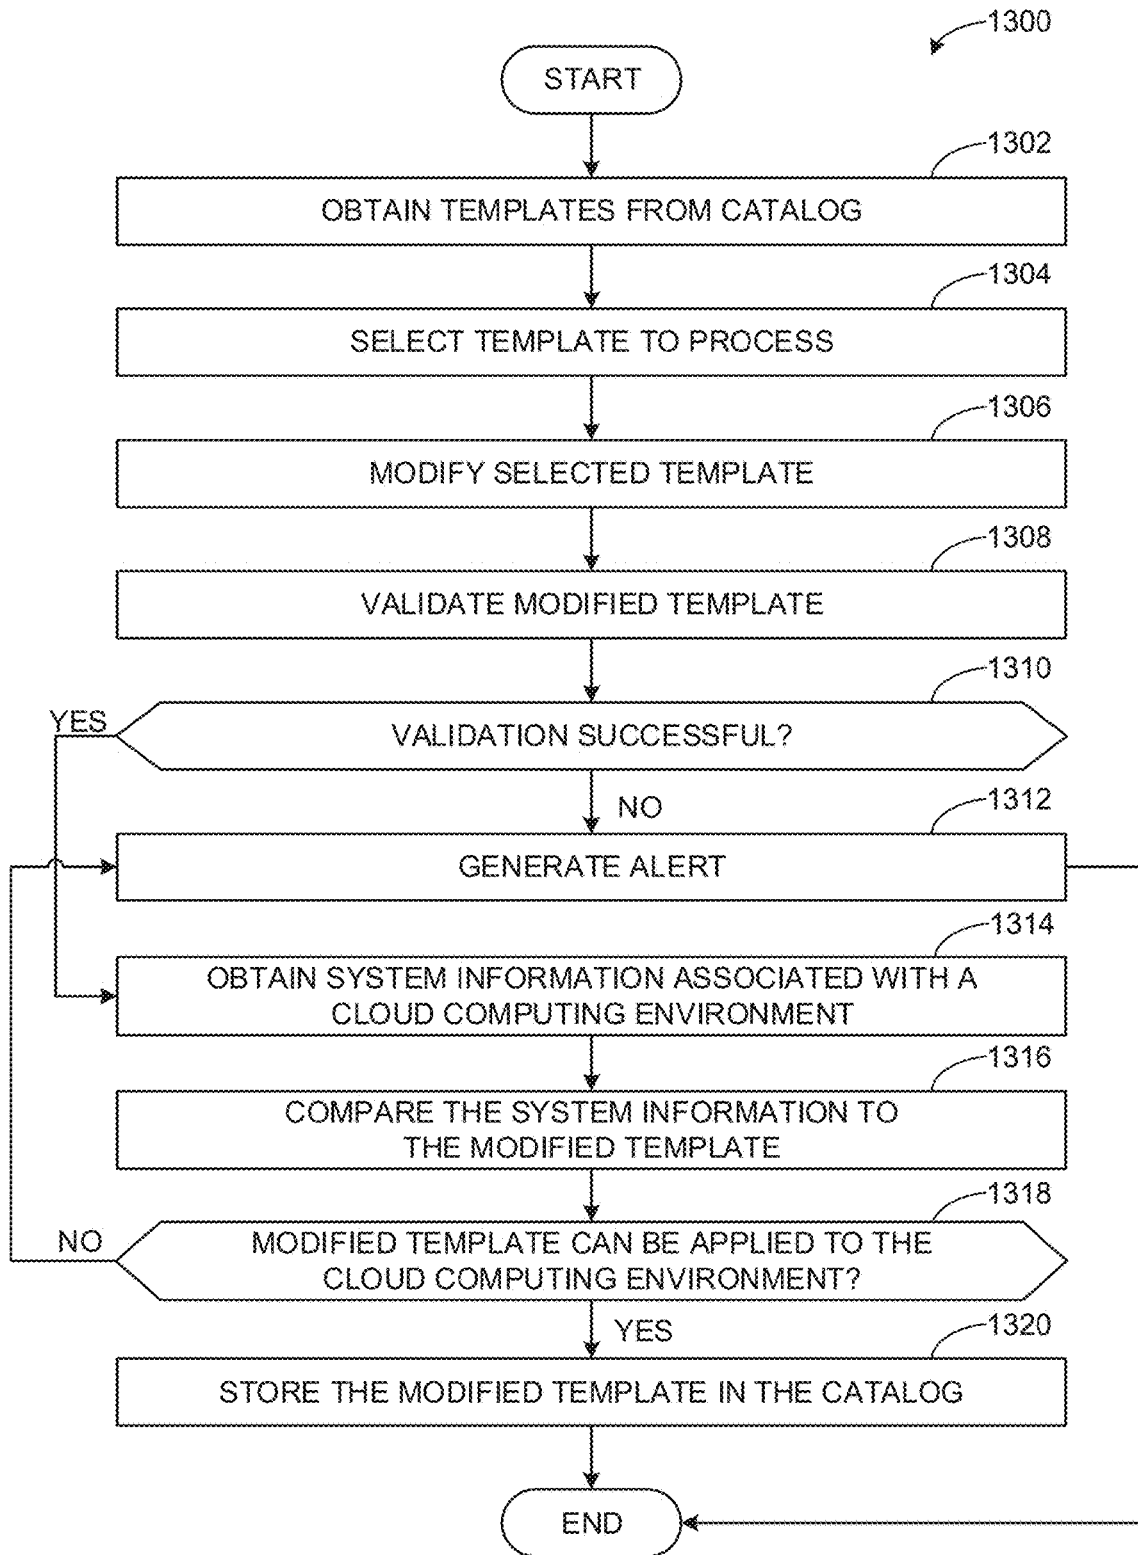 1300
START
1302
OBTAIN TEMPLATES FROM CATALOG
1304
SELECT TEMPLATE TO PROCESS
1306
MODIFY SELECTED TEMPLATE
1308
VALIDATE MODIFIED TEMPLATE
1310
YES
VALIDATION SUCCESSFUL?
NO
1312
GENERATE ALERT
1314
OBTAIN SYSTEM INFORMATION ASSOCIATED WITH A
CLOUD COMPUTING ENVIRONMENT
1316
COMPARE THE SYSTEM INFORMATION TO
THE MODIFIED TEMPLATE
1318
NO
MODIFIED TEMPLATE CAN BE APPLIED TO THE
CLOUD COMPUTING ENVIRONMENT?
YES
1320
STORE THE MODIFIED TEMPLATE IN THE CATALOG
END